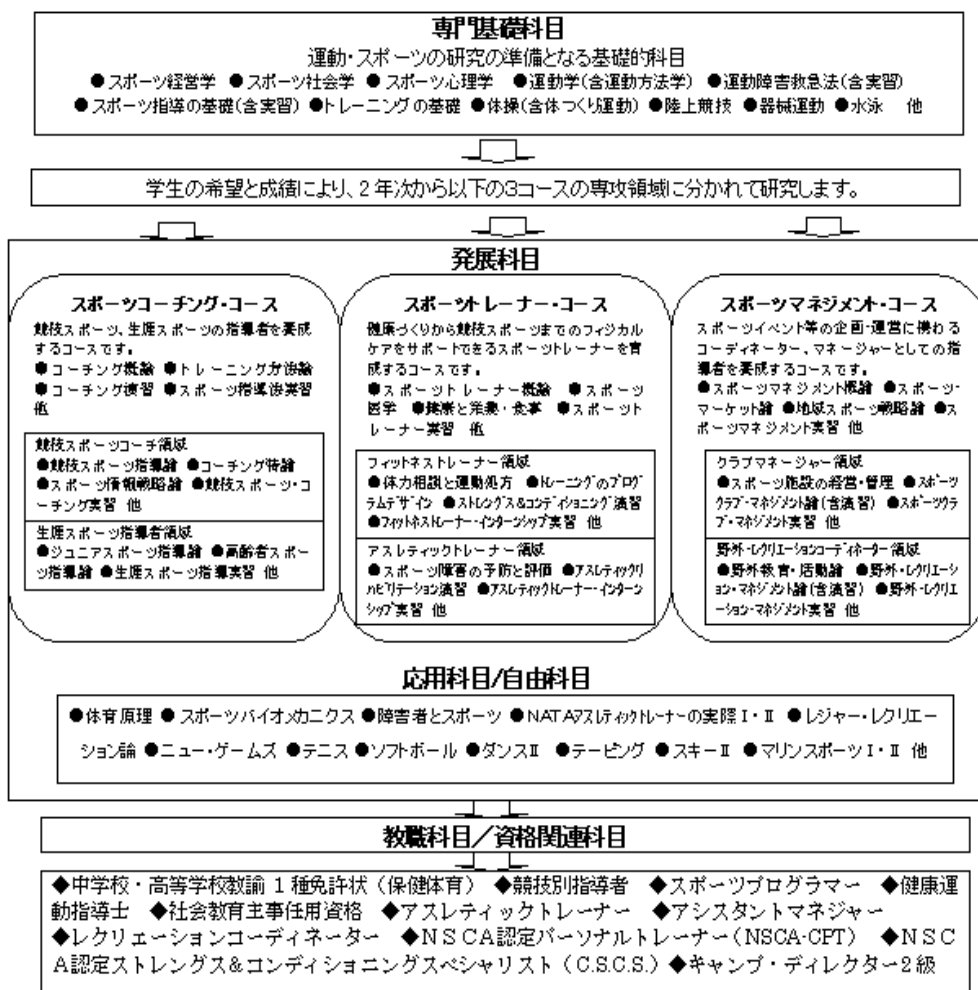 専門基礎科目
運動・スポーツの研究の準備となる基礎的科目
●スポーツ経営学 ●スポーツ社会学 ●スポーツ心理学 ●運動学(含運動方法学) ●運動障害救急法(含実習)
●スポーツ指導の基礎(含実習) ●トレーニングの基礎 ●体操(含体つくり運動) ●陸上競技 ●器械運動 ●水泳 他
学生の希望と成績により、2年次から以下の3コースの専攻領域に分かれて研究します。
発展科目
スポーツコーチング・コース
競技スポーツ、生涯スポーツの指導者を養成
するコースです。
●コーチング概論 ●トレーニング方法論
●コーチング演習 ●スポーツ指導法実習
他
競技スポーツコーチ領域
●競技スポーツ指導論 ●コーチング特論
●スポーツ情報戦略論 ●競技スポーツ・コ
ーチング実習 他
生涯スポーツ指導者領域
●ジュニアスポーツ指導論 ●高齢者スポー
ツ指導論 ●生涯スポーツ指導実習 他
スポーツトレーナー・コース
健康づくりから競技スポーツまでのフィジカル
ケアをサポートできるスポーツトレーナーを育
成するコースです。
●スポーツトレーナー概論 ●スポーツ
医学 ●健康と栄養・食事 ●スポーツト
レーナー実習 他
フィットネストレーナー領域
●体力相談と運動処方 ●トレーニングのプログ
ラムデザイン ●ストレングス&コンディショニング演習
●フィットネストレーナー・インターンシップ実習 他
アスレティックトレーナー領域
●スポーツ障害の予防と評価 ●アスレティックリ
ハビリテーション演習 ●アスレティックトレーナー・インターン
シップ実習 他
スポーツマネジメント・コース
スポーツイベント等の企画・運営に携わる
コーディネーター、マネージャーとしての指
導者を養成するコースです。
●スポーツマネジメント概論 ●スポーツ・
マーケット論 ●地域スポーツ戦略論 ●ス
ポーツマネジメント実習 他
クラブマネージャー領域
●スポーツ施設の経営・管理 ●スポーツ
クラブ・マネジメント論(含演習) ●スポーツクラ
ブ・マネジメント実習 他
野外・レクリエーションコーディネーター領域
●野外教育・活動論 ●野外・レクリエーシ
ョン・マネジメント論(含演習) ●野外・レクリエ
ーション・マネジメント実習 他
応用科目/自由科目
●体育原理 ●スポーツバイオメカニクス ●障害者とスポーツ ●NATAアスレティックトレーナーの実際Ⅰ・Ⅱ ●レジャー・レクリエー
ション論 ●ニュー・ゲームズ ●テニス ●ソフトボール ●ダンスⅡ ●テーピング ●スキーⅡ ●マリンスポーツⅠ・Ⅱ 他
教職科目/資格関連科目
◆中学校・高等学校教諭1種免許状(保健体育) ◆競技別指導者 ◆スポーツプログラマー ◆健康運
動指導士 ◆社会教育主事任用資格 ◆アスレティックトレーナー ◆アシスタントマネジャー
◆レクリエーションコーディネーター ◆NSCA認定パーソナルトレーナー(NSCA-CPT) ◆NSC
A認定ストレングス&コンディショニングスペシャリスト(C.S.C.S.) ◆キャンプ・ディレクター2級